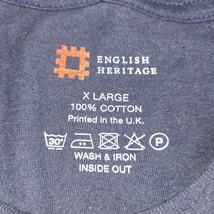 ENGLISH
HERITAGE
X LARGE
100% COTTON
Printed in the U.K.
30° P
WASH & IRON
INSIDE OUT